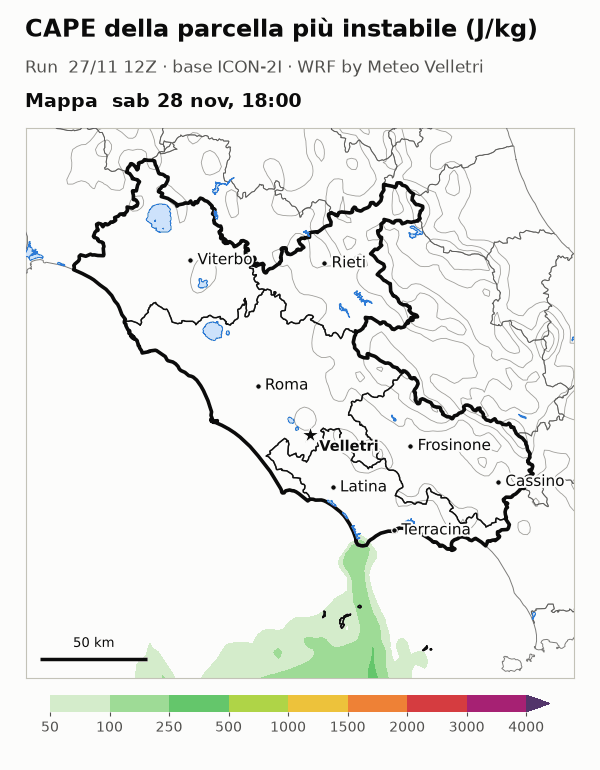 CAPE della parcella più instabile (J/kg)
Run  27/11 12Z · base ICON-2I · WRF by Meteo Velletri
Mappa  sab 28 nov, 18:00
Viterbo
Rieti
Roma
Velletri
Frosinone
Cassino
Latina
Terracina
50 km
50 100 250 500 1000 1500 2000 3000 4000